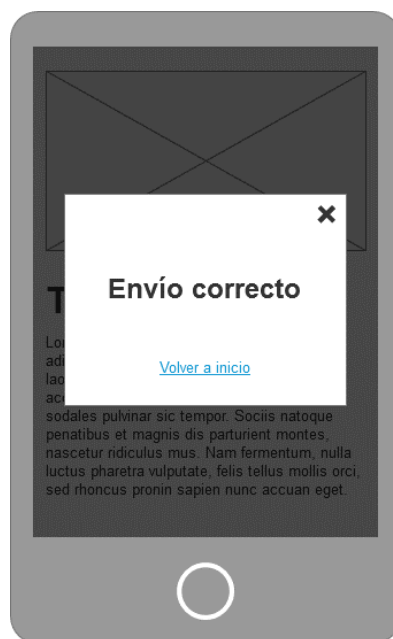 Envío correcto
Volver a inicio
T
Lor
adi
lao
acc
sodales pulvinar sic tempor. Sociis natoque
penatibus et magnis dis parturient montes,
nascetur ridiculus mus. Nam fermentum, nulla
luctus pharetra vulputate, felis tellus mollis orci,
sed rhoncus pronin sapien nunc accuan eget.